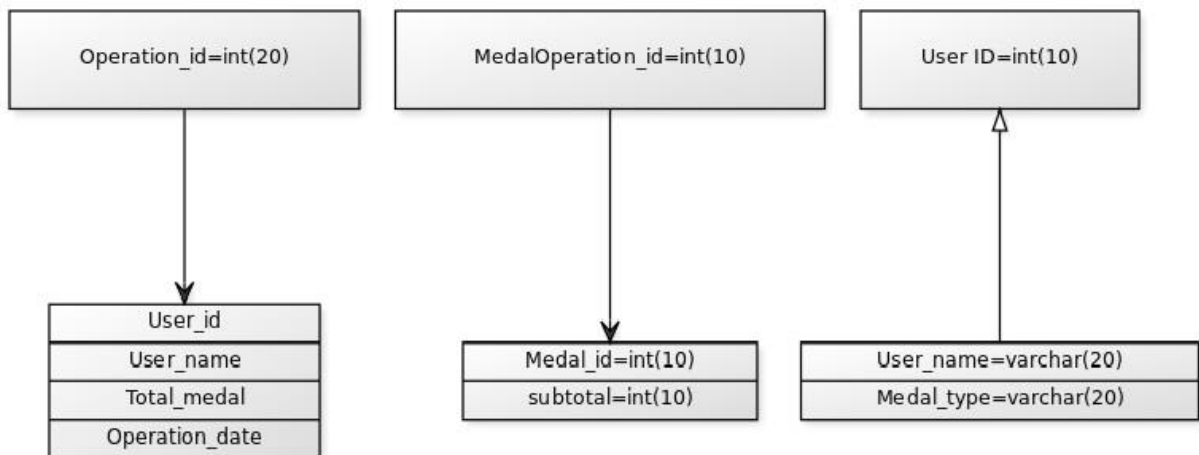 Operation_id=int(20)
MedalOperation_id=int(10)
User ID=int(10)
User_id
User_name
Total_medal
Operation_date
Medal_id=int(10)
subtotal=int(10)
User_name=varchar(20)
Medal_type=varchar(20)